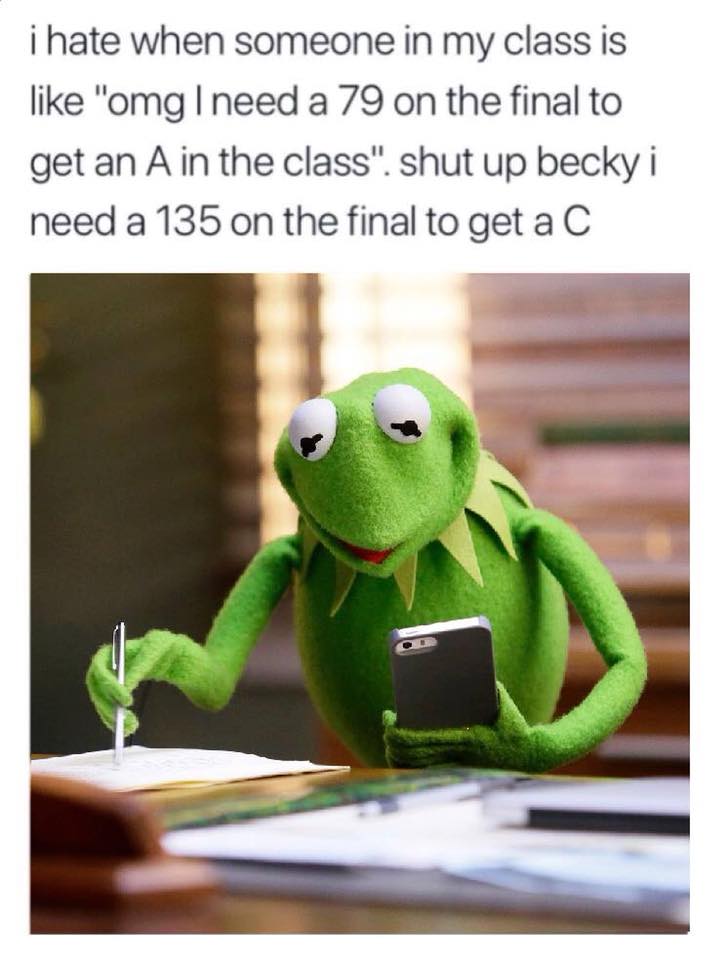 i hate when someone in my class is
like "omg I need a 79 on the final to
get an A in the class". shut up becky i
need a 135 on the final to get a C